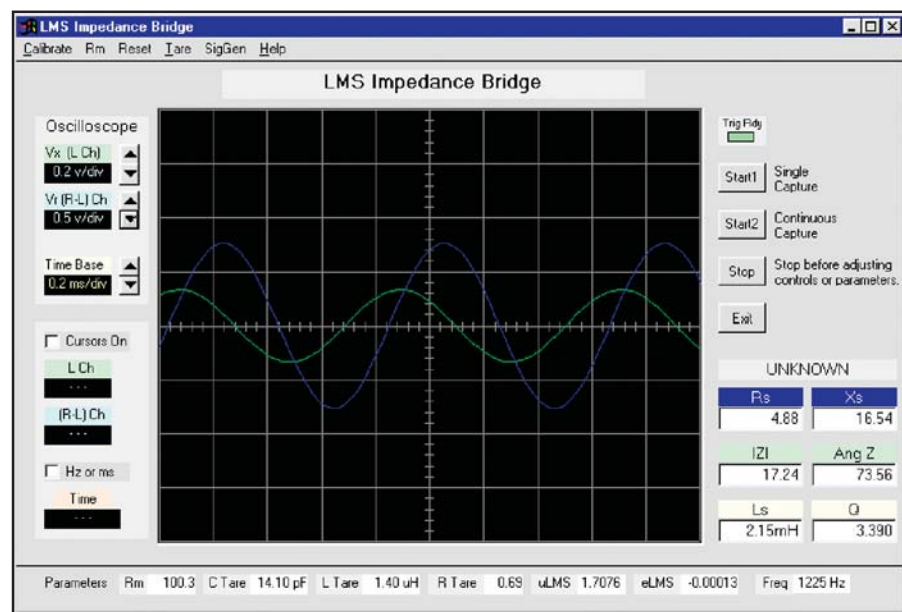 LMS Impedance Bridge
Calibrate Rm Reset Tare SigGen Help
LMS Impedance Bridge
Oscilloscope
Vx (L Ch)
0.2 v/div
Vr (R-L) Ch
0.5 v/div
Time Base
0.2 ms/div
Cursors On
L Ch
---
(R-L) Ch
---
Hz or ms
Time
---
Trig Rdy
Start1 Single Capture
Start2 Continuous Capture
Stop Stop before adjusting controls or parameters.
Exit
UNKNOWN
Rs Xs
4.88 16.54
IZI Ang Z
17.24 73.56
Ls Q
2.15mH 3.390
Parameters Rm 100.3 C Tare 14.10 pF L Tare 1.40 uH R Tare 0.69 uLMS 1.7076 eLMS -0.00013 Freq 1225 Hz